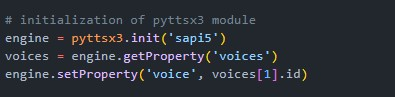 # initialization of pyttsx3 module
engine = pyttsx3.init('sapi5')
voices = engine.getProperty('voices')
engine.setProperty('voice', voices[1].id)